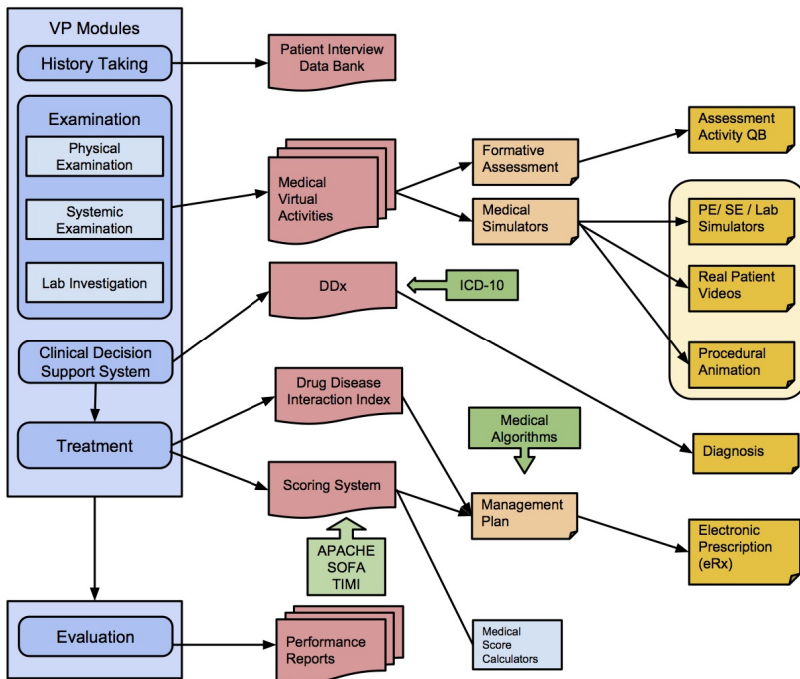 VP Modules
History Taking
Patient Interview
Data Bank
Examination
Physical
Examination
Systemic
Examination
Lab Investigation
Medical
Virtual
Activities
Formative
Assessment
Assessment
Activity QB
Medical
Simulators
PE/ SE / Lab
Simulators
Real Patient
Videos
Procedural
Animation
DDx
ICD-10
Clinical Decision
Support System
Drug Disease
Interaction Index
Medical
Algorithms
Treatment
Diagnosis
Scoring System
Management
Plan
Electronic
Prescription
(eRx)
APACHE
SOFA
TIMI
Evaluation
Performance
Reports
Medical
Score
Calculators